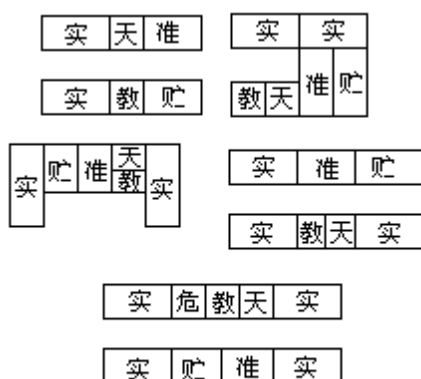 实 天 准
实 教 贮
实 实
准 贮
教 天
实 贮 准 天 教 实
实 准 贮
实 教 天 实
实 危 教 天 实
实 贮 准 实